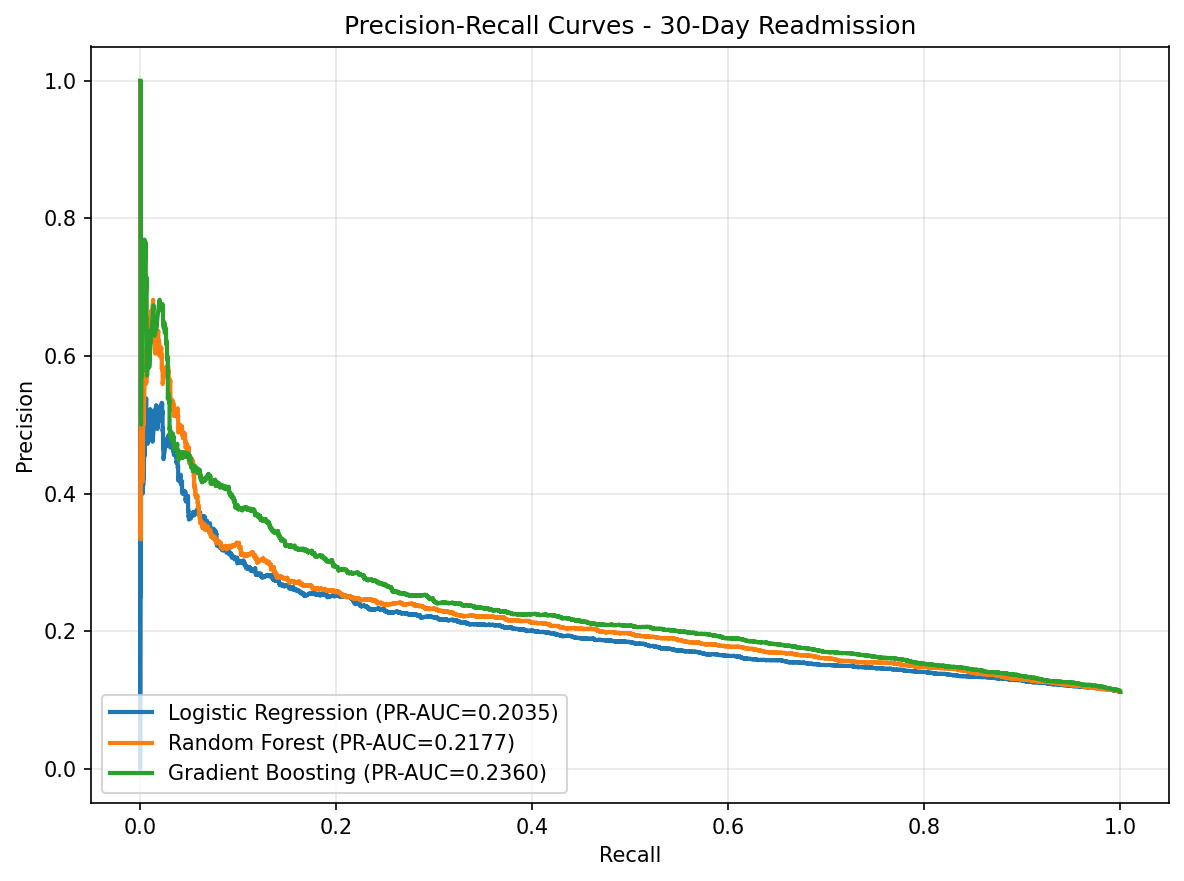 Precision-Recall Curves - 30-Day Readmission
Precision
1.0
0.8
0.6
0.4
0.2
0.0
Logistic Regression (PR-AUC=0.2035)
Random Forest (PR-AUC=0.2177)
Gradient Boosting (PR-AUC=0.2360)
0.0 0.2 0.4 0.6 0.8 1.0
Recall